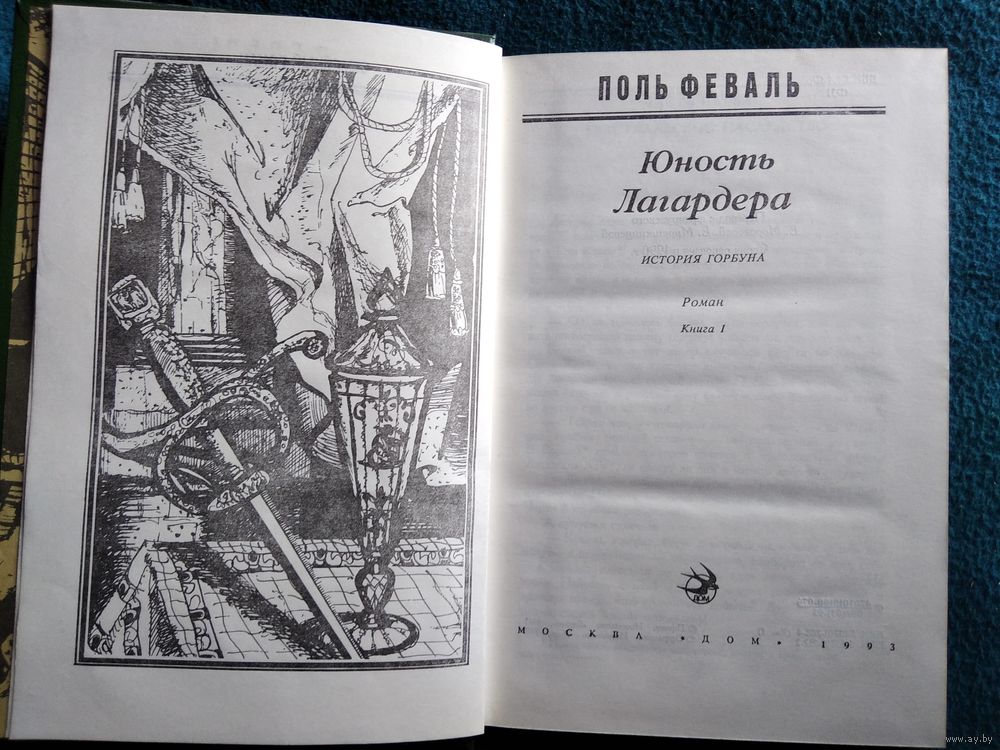 ПОЛЬ ФЕВАЛЬ
Юность
Лагардера
ИСТОРИЯ ГОРБУНА
Роман
Книга I
ДОМ
МОСКВА «ДОМ» 1993
www.ay.by